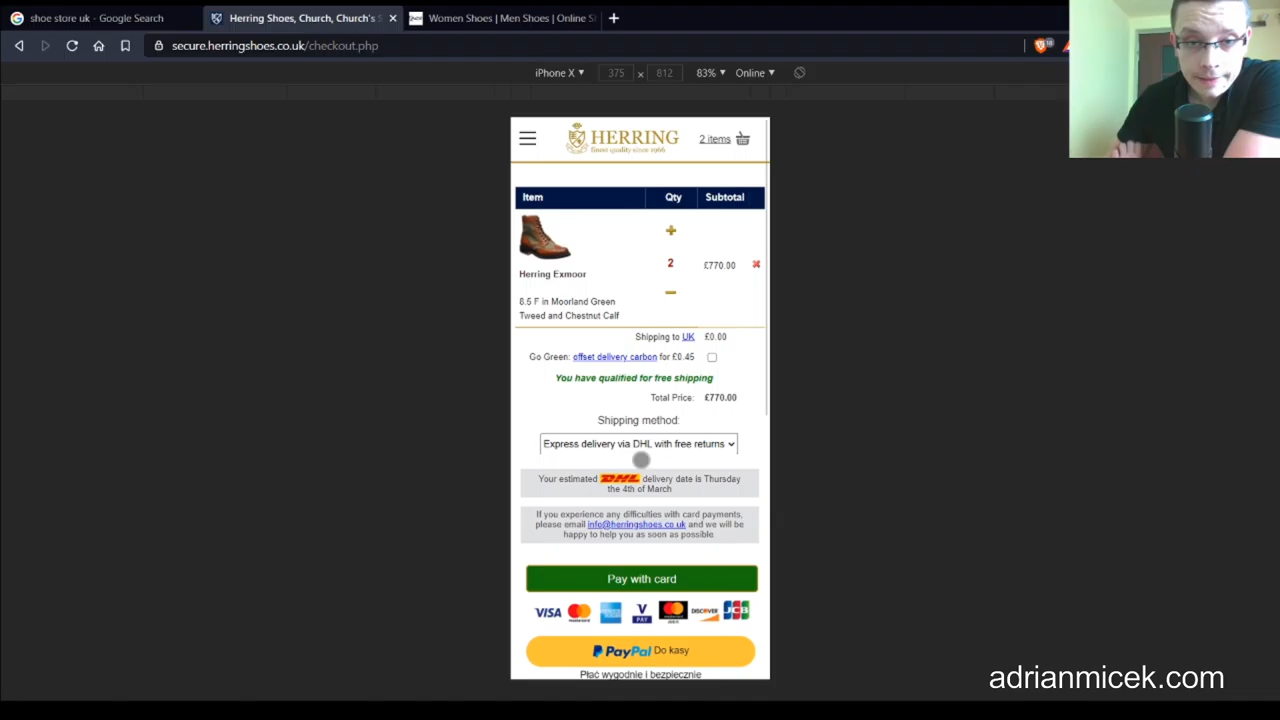 shoe store uk - Google Search
Herring Shoes, Church, Church's S
Women Shoes | Men Shoes | Online S
secure.herringshoes.co.uk/checkout.php
iPhone X ▼ 375 × 812 83% ▼ Online ▼
HERRING
finest quality since 1966
2 items
Item Qty Subtotal
2
£770.00
Herring Exmoor
8.5 F in Moorland Green
Tweed and Chestnut Calf
Shipping to UK £0.00
Go Green: offset delivery carbon for £0.45
You have qualified for free shipping
Total Price: £770.00
Shipping method:
Express delivery via DHL with free returns
Your estimated DHL delivery date is Thursday
the 4th of March
If you experience any difficulties with card payments,
please email info@herringshoes.co.uk and we will be
happy to help you as soon as possible
Pay with card
VISA V PAY DISCOVER JCB
PayPal Do kasy
Płać wygodnie i bezpiecznie
adrianmicek.com